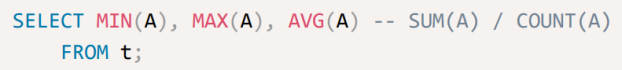 SELECT MIN(A), MAX(A), AVG(A) -- SUM(A) / COUNT(A)
FROM t;